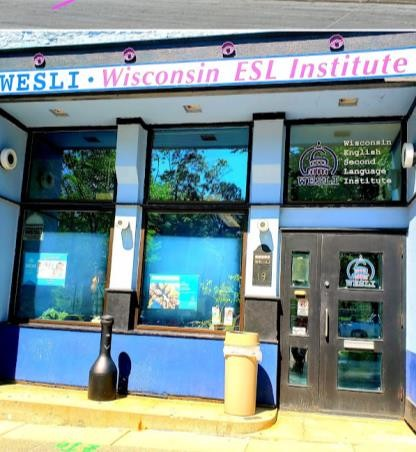 WESLI • Wisconsin ESL Institute
Wisconsin
English
Second
Language
Institute
WESLI
19
WESLI